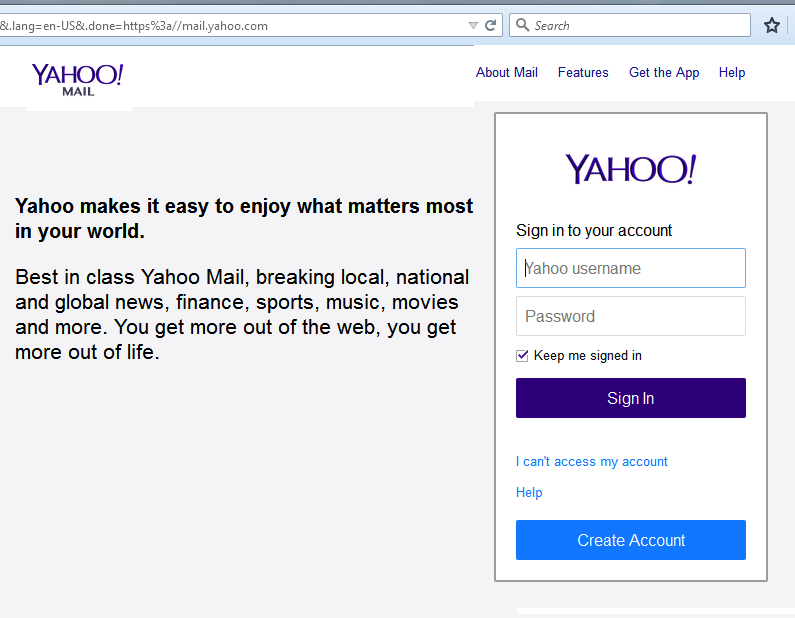 &.lang=en-US&.done=https%3a//mail.yahoo.com
Search
YAHOO!
MAIL
About Mail Features Get the App Help
YAHOO!
Yahoo makes it easy to enjoy what matters most
in your world.
Best in class Yahoo Mail, breaking local, national
and global news, finance, sports, music, movies
and more. You get more out of the web, you get
more out of life.
Sign in to your account
Yahoo username
Password
Keep me signed in
Sign In
I can't access my account
Help
Create Account